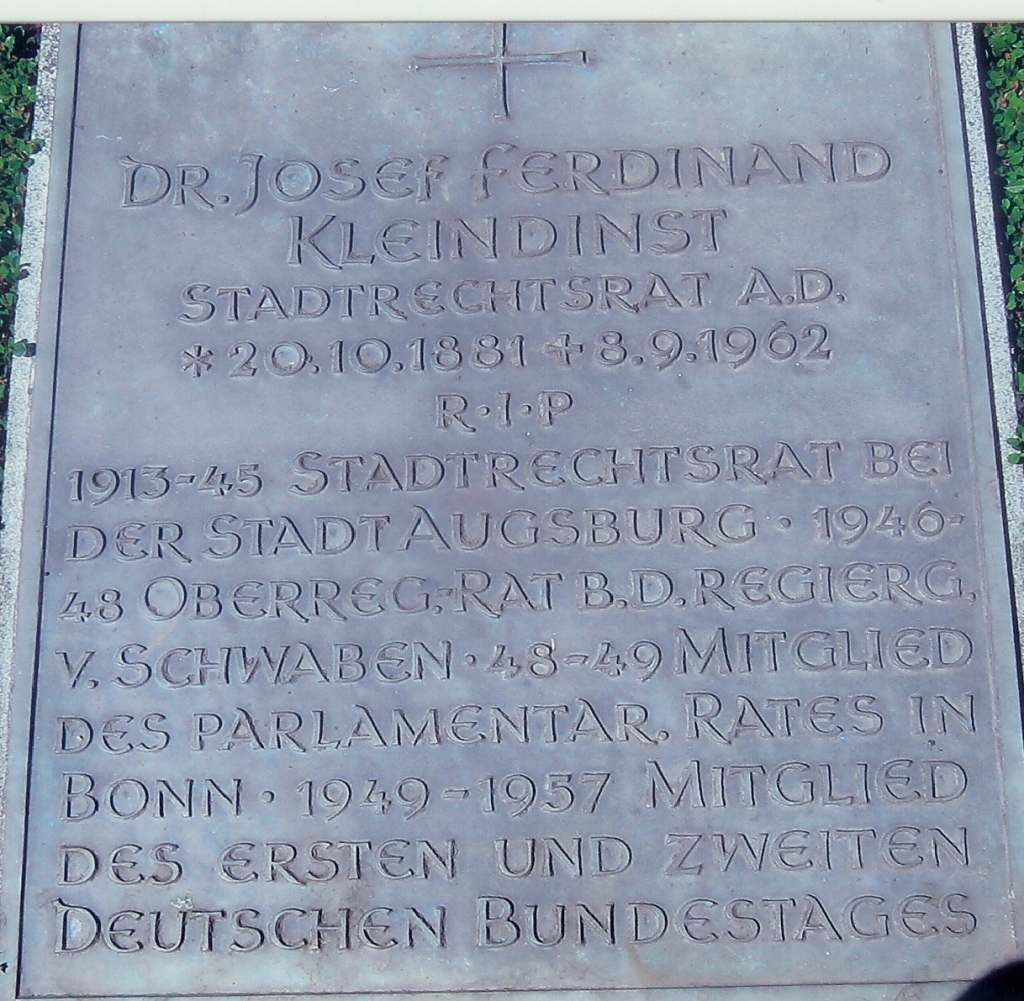 DR. JOSEF FERDINAND
KLEINDINST
STADTRECHTSRAT A.D.
* 20.10.1881 + 8.9.1962
R·I·P
1913-45 STADTRECHTSRAT BEI
DER STADT AUGSBURG · 1946-
48 OBERREG.-RAT B.D. REGIERG.
V. SCHWABEN · 48-49 MITGLIED
DES PARLAMENTAR. RATES IN
BONN · 1949-1957 MITGLIED
DES ERSTEN UND ZWEITEN
DEUTSCHEN BUNDESTAGES